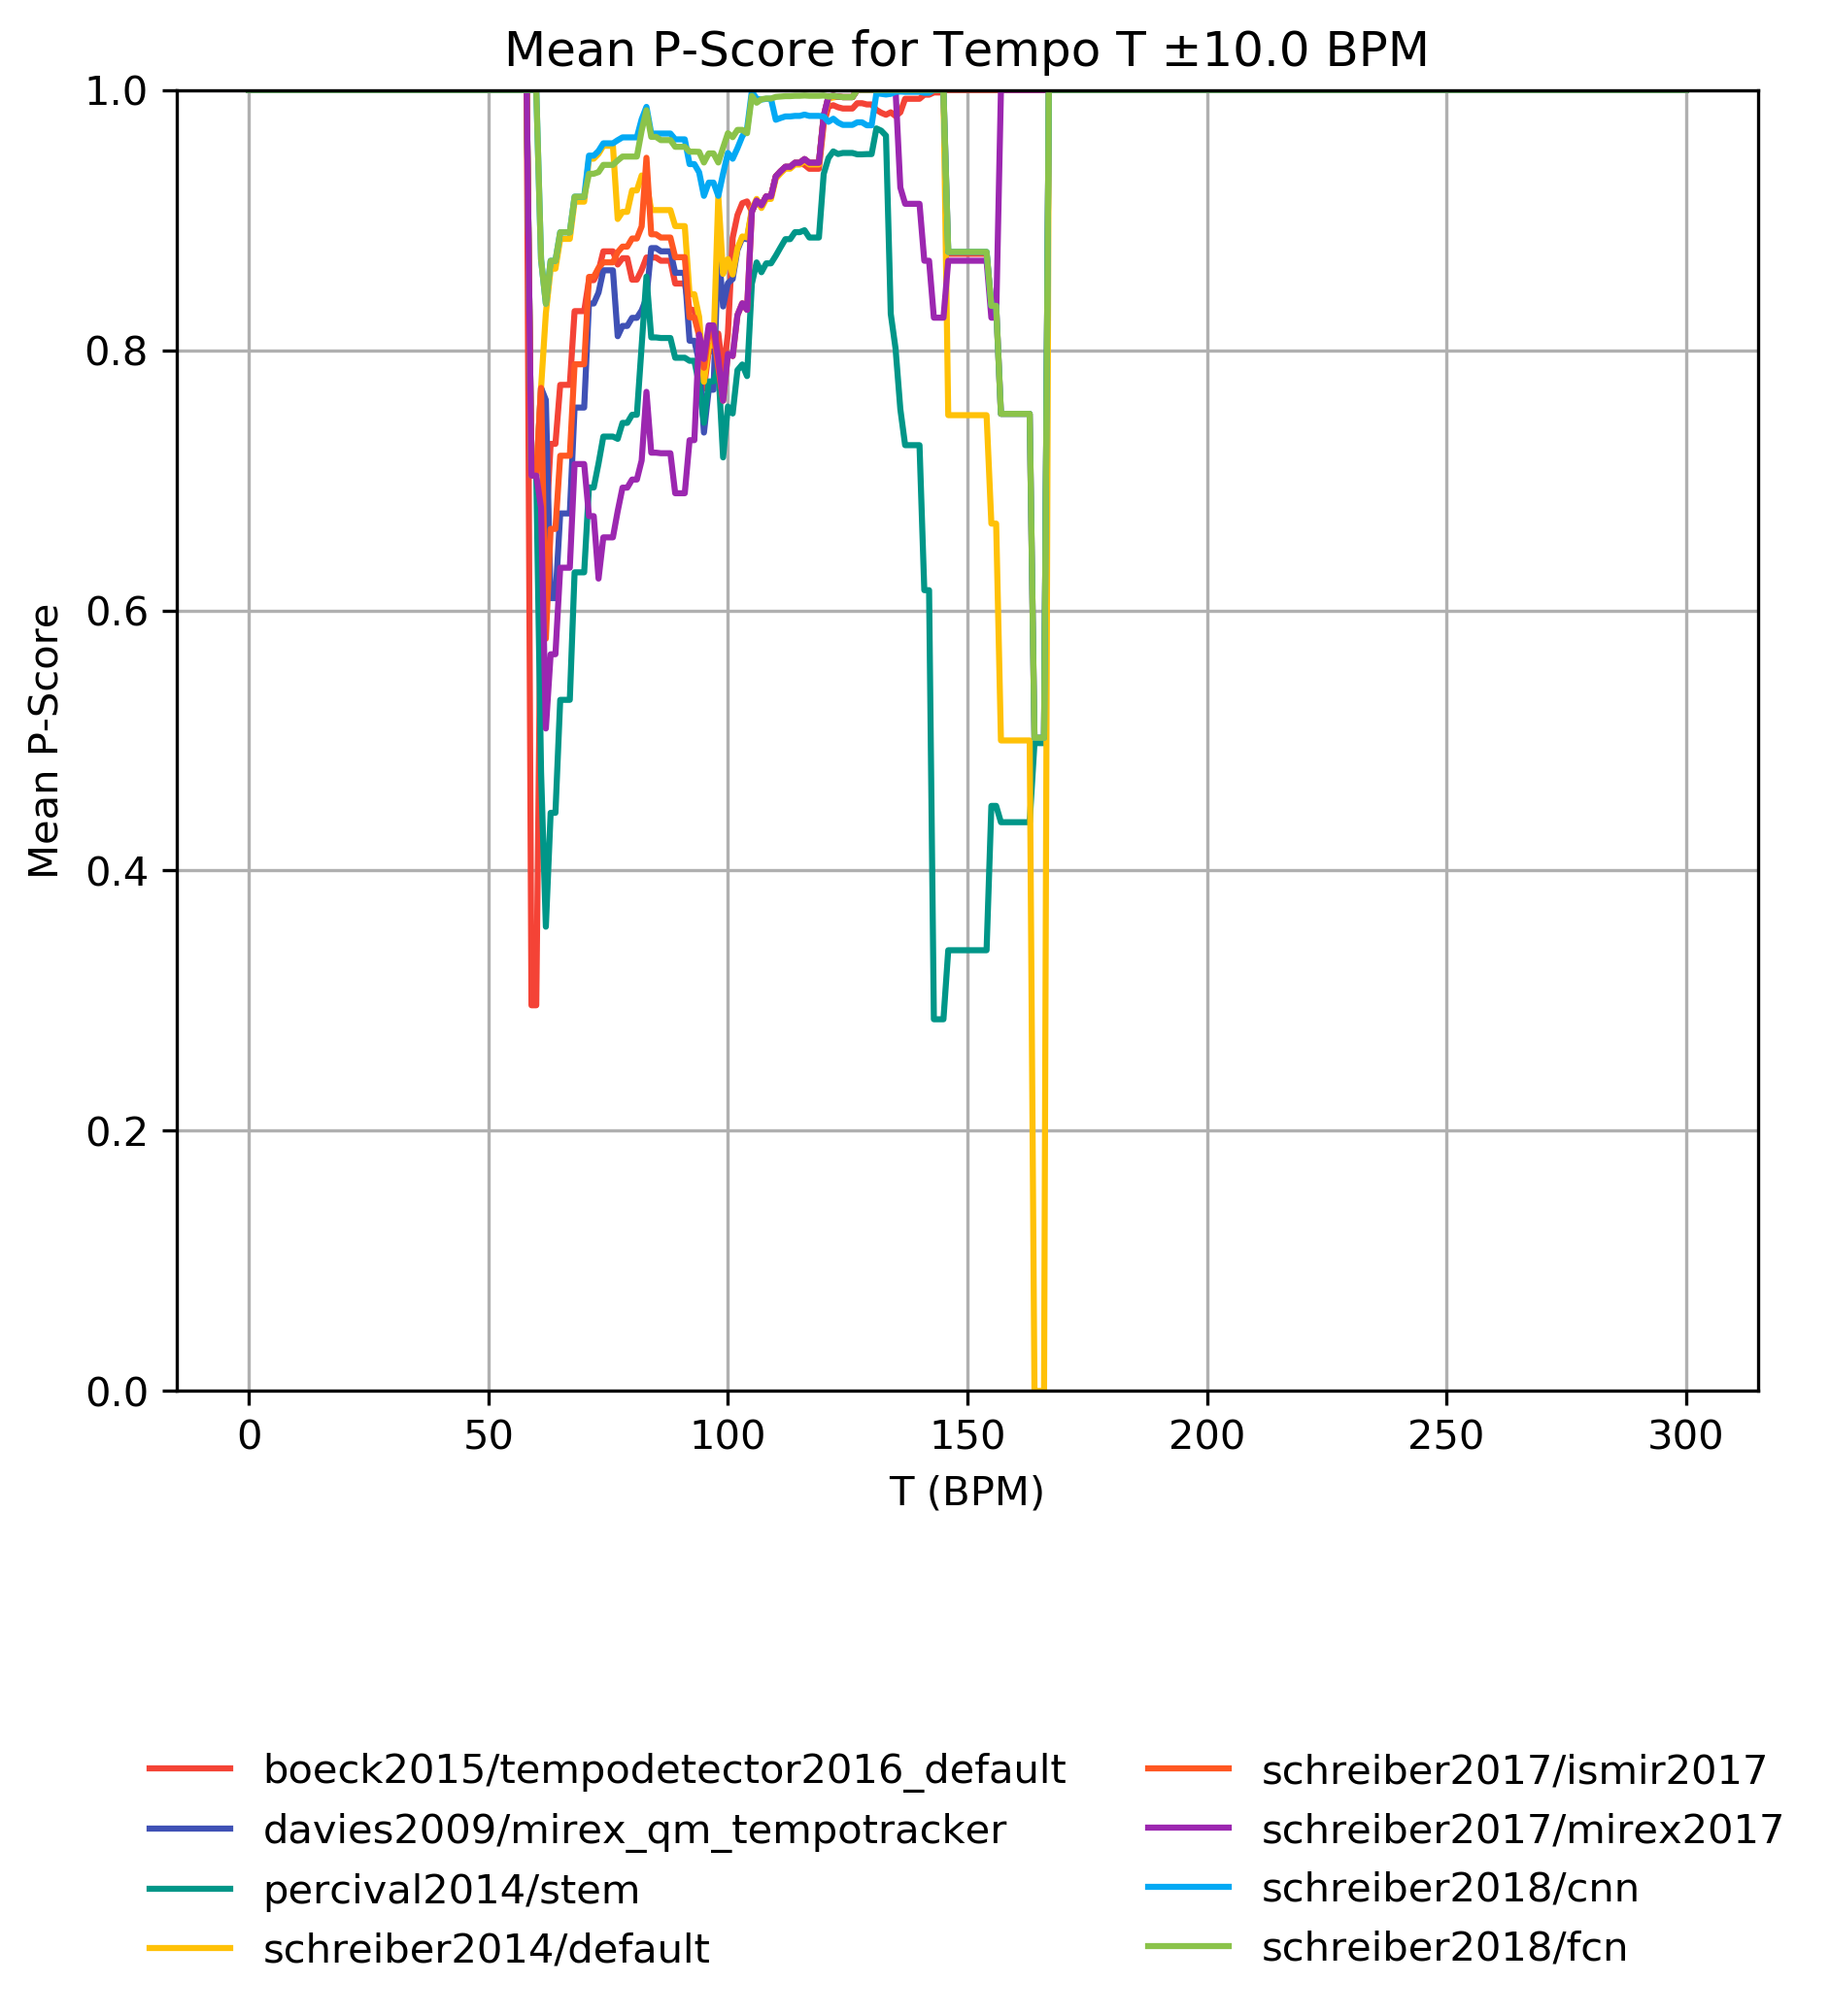 Mean P-Score for Tempo T ±10.0 BPM
1.0
0.8
0.6
0.4
0.2
0.0
Mean P-Score
0 50 100 150 200 250 300
T (BPM)
boeck2015/tempodetector2016_default
davies2009/mirex_qm_tempotracker
percival2014/stem
schreiber2014/default
schreiber2017/ismir2017
schreiber2017/mirex2017
schreiber2018/cnn
schreiber2018/fcn